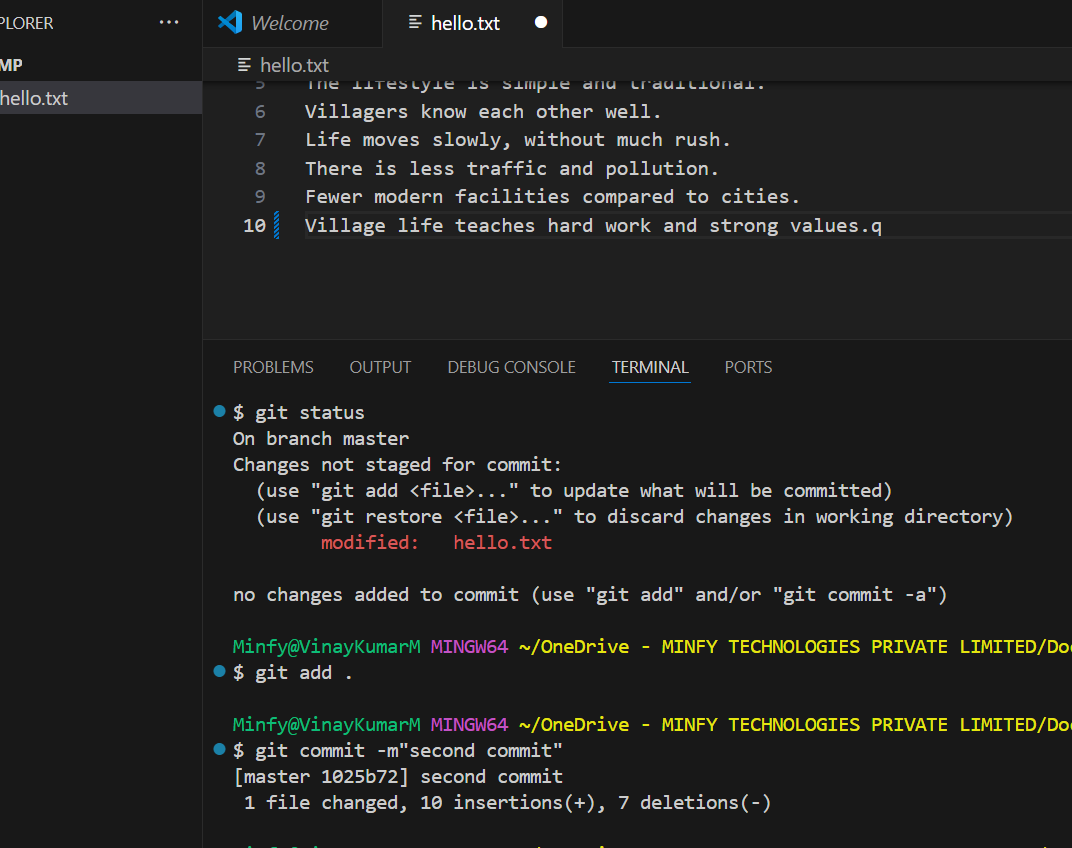 PLORER ···
Welcome
hello.txt
MP
hello.txt
hello.txt
5 The lifestyle is simple and traditional.
6 Villagers know each other well.
7 Life moves slowly, without much rush.
8 There is less traffic and pollution.
9 Fewer modern facilities compared to cities.
10 Village life teaches hard work and strong values.q
PROBLEMS OUTPUT DEBUG CONSOLE TERMINAL PORTS
$ git status
On branch master
Changes not staged for commit:
  (use "git add <file>..." to update what will be committed)
  (use "git restore <file>..." to discard changes in working directory)
        modified:   hello.txt
no changes added to commit (use "git add" and/or "git commit -a")
Minfy@VinayKumarM MINGW64 ~/OneDrive - MINFY TECHNOLOGIES PRIVATE LIMITED/Do
$ git add .
Minfy@VinayKumarM MINGW64 ~/OneDrive - MINFY TECHNOLOGIES PRIVATE LIMITED/Do
$ git commit -m"second commit"
[master 1025b72] second commit
 1 file changed, 10 insertions(+), 7 deletions(-)